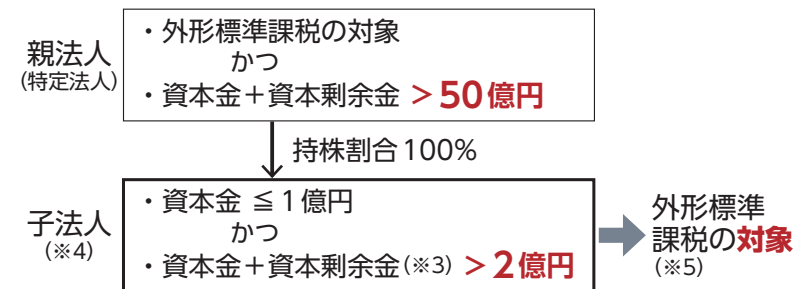 親法人
(特定法人)
・外形標準課税の対象
かつ
・資本金＋資本剰余金 ＞50億円
持株割合100%
子法人
(※4)
・資本金 ≦1億円
かつ
・資本金＋資本剰余金(※3) ＞2億円
外形標準
課税の対象
(※5)